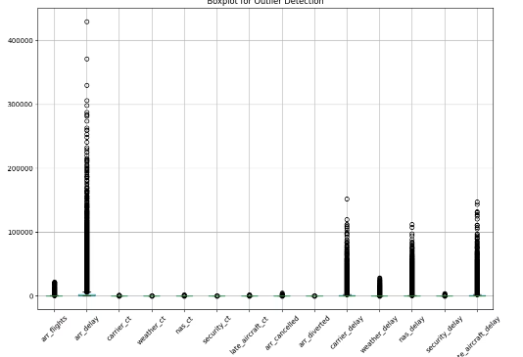 Boxplot for Outlier Detection
400000
300000
200000
100000
0
arr_flights
arr_delay
carrier_ct
weather_ct
nas_ct
security_ct
late_aircraft_ct
arr_cancelled
arr_diverted
carrier_delay
weather_delay
nas_delay
security_delay
te_aircraft_delay